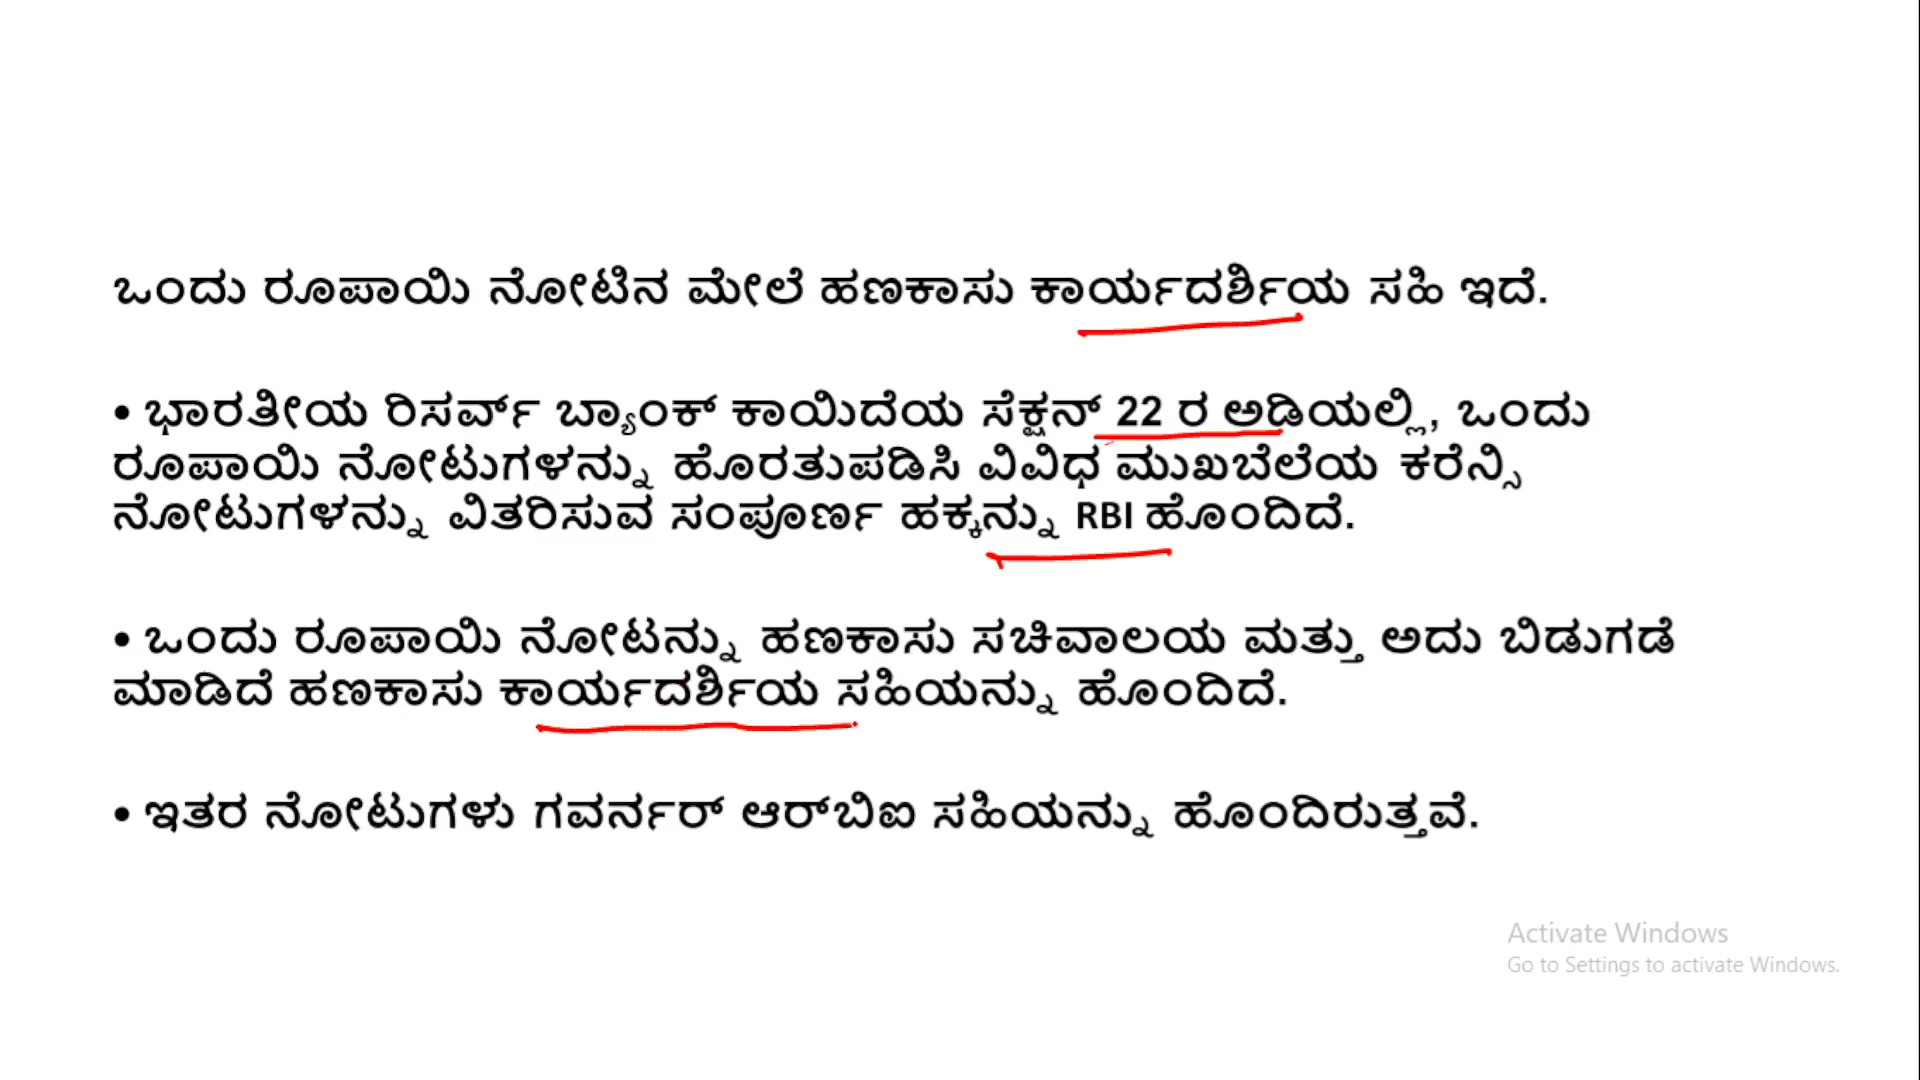 ಒಂದು ರೂಪಾಯಿ ನೋಟಿನ ಮೇಲೆ ಹಣಕಾಸು ಕಾರ್ಯದರ್ಶಿಯ ಸಹಿ ಇದೆ.
• ಭಾರತೀಯ ರಿಸರ್ವ್ ಬ್ಯಾಂಕ್ ಕಾಯಿದೆಯ ಸೆಕ್ಷನ್ 22 ರ ಅಡಿಯಲ್ಲಿ, ಒಂದು
ರೂಪಾಯಿ ನೋಟುಗಳನ್ನು ಹೊರತುಪಡಿಸಿ ವಿವಿಧ ಮುಖಬೆಲೆಯ ಕರೆನ್ಸಿ
ನೋಟುಗಳನ್ನು ವಿತರಿಸುವ ಸಂಪೂರ್ಣ ಹಕ್ಕನ್ನು RBI ಹೊಂದಿದೆ.
• ಒಂದು ರೂಪಾಯಿ ನೋಟನ್ನು ಹಣಕಾಸು ಸಚಿವಾಲಯ ಮತ್ತು ಅದು ಬಿಡುಗಡೆ
ಮಾಡಿದೆ ಹಣಕಾಸು ಕಾರ್ಯದರ್ಶಿಯ ಸಹಿಯನ್ನು ಹೊಂದಿದೆ.
• ಇತರ ನೋಟುಗಳು ಗವರ್ನರ್ ಆರ್‌ಬಿಐ ಸಹಿಯನ್ನು ಹೊಂದಿರುತ್ತವೆ.
Activate Windows
Go to Settings to activate Windows.